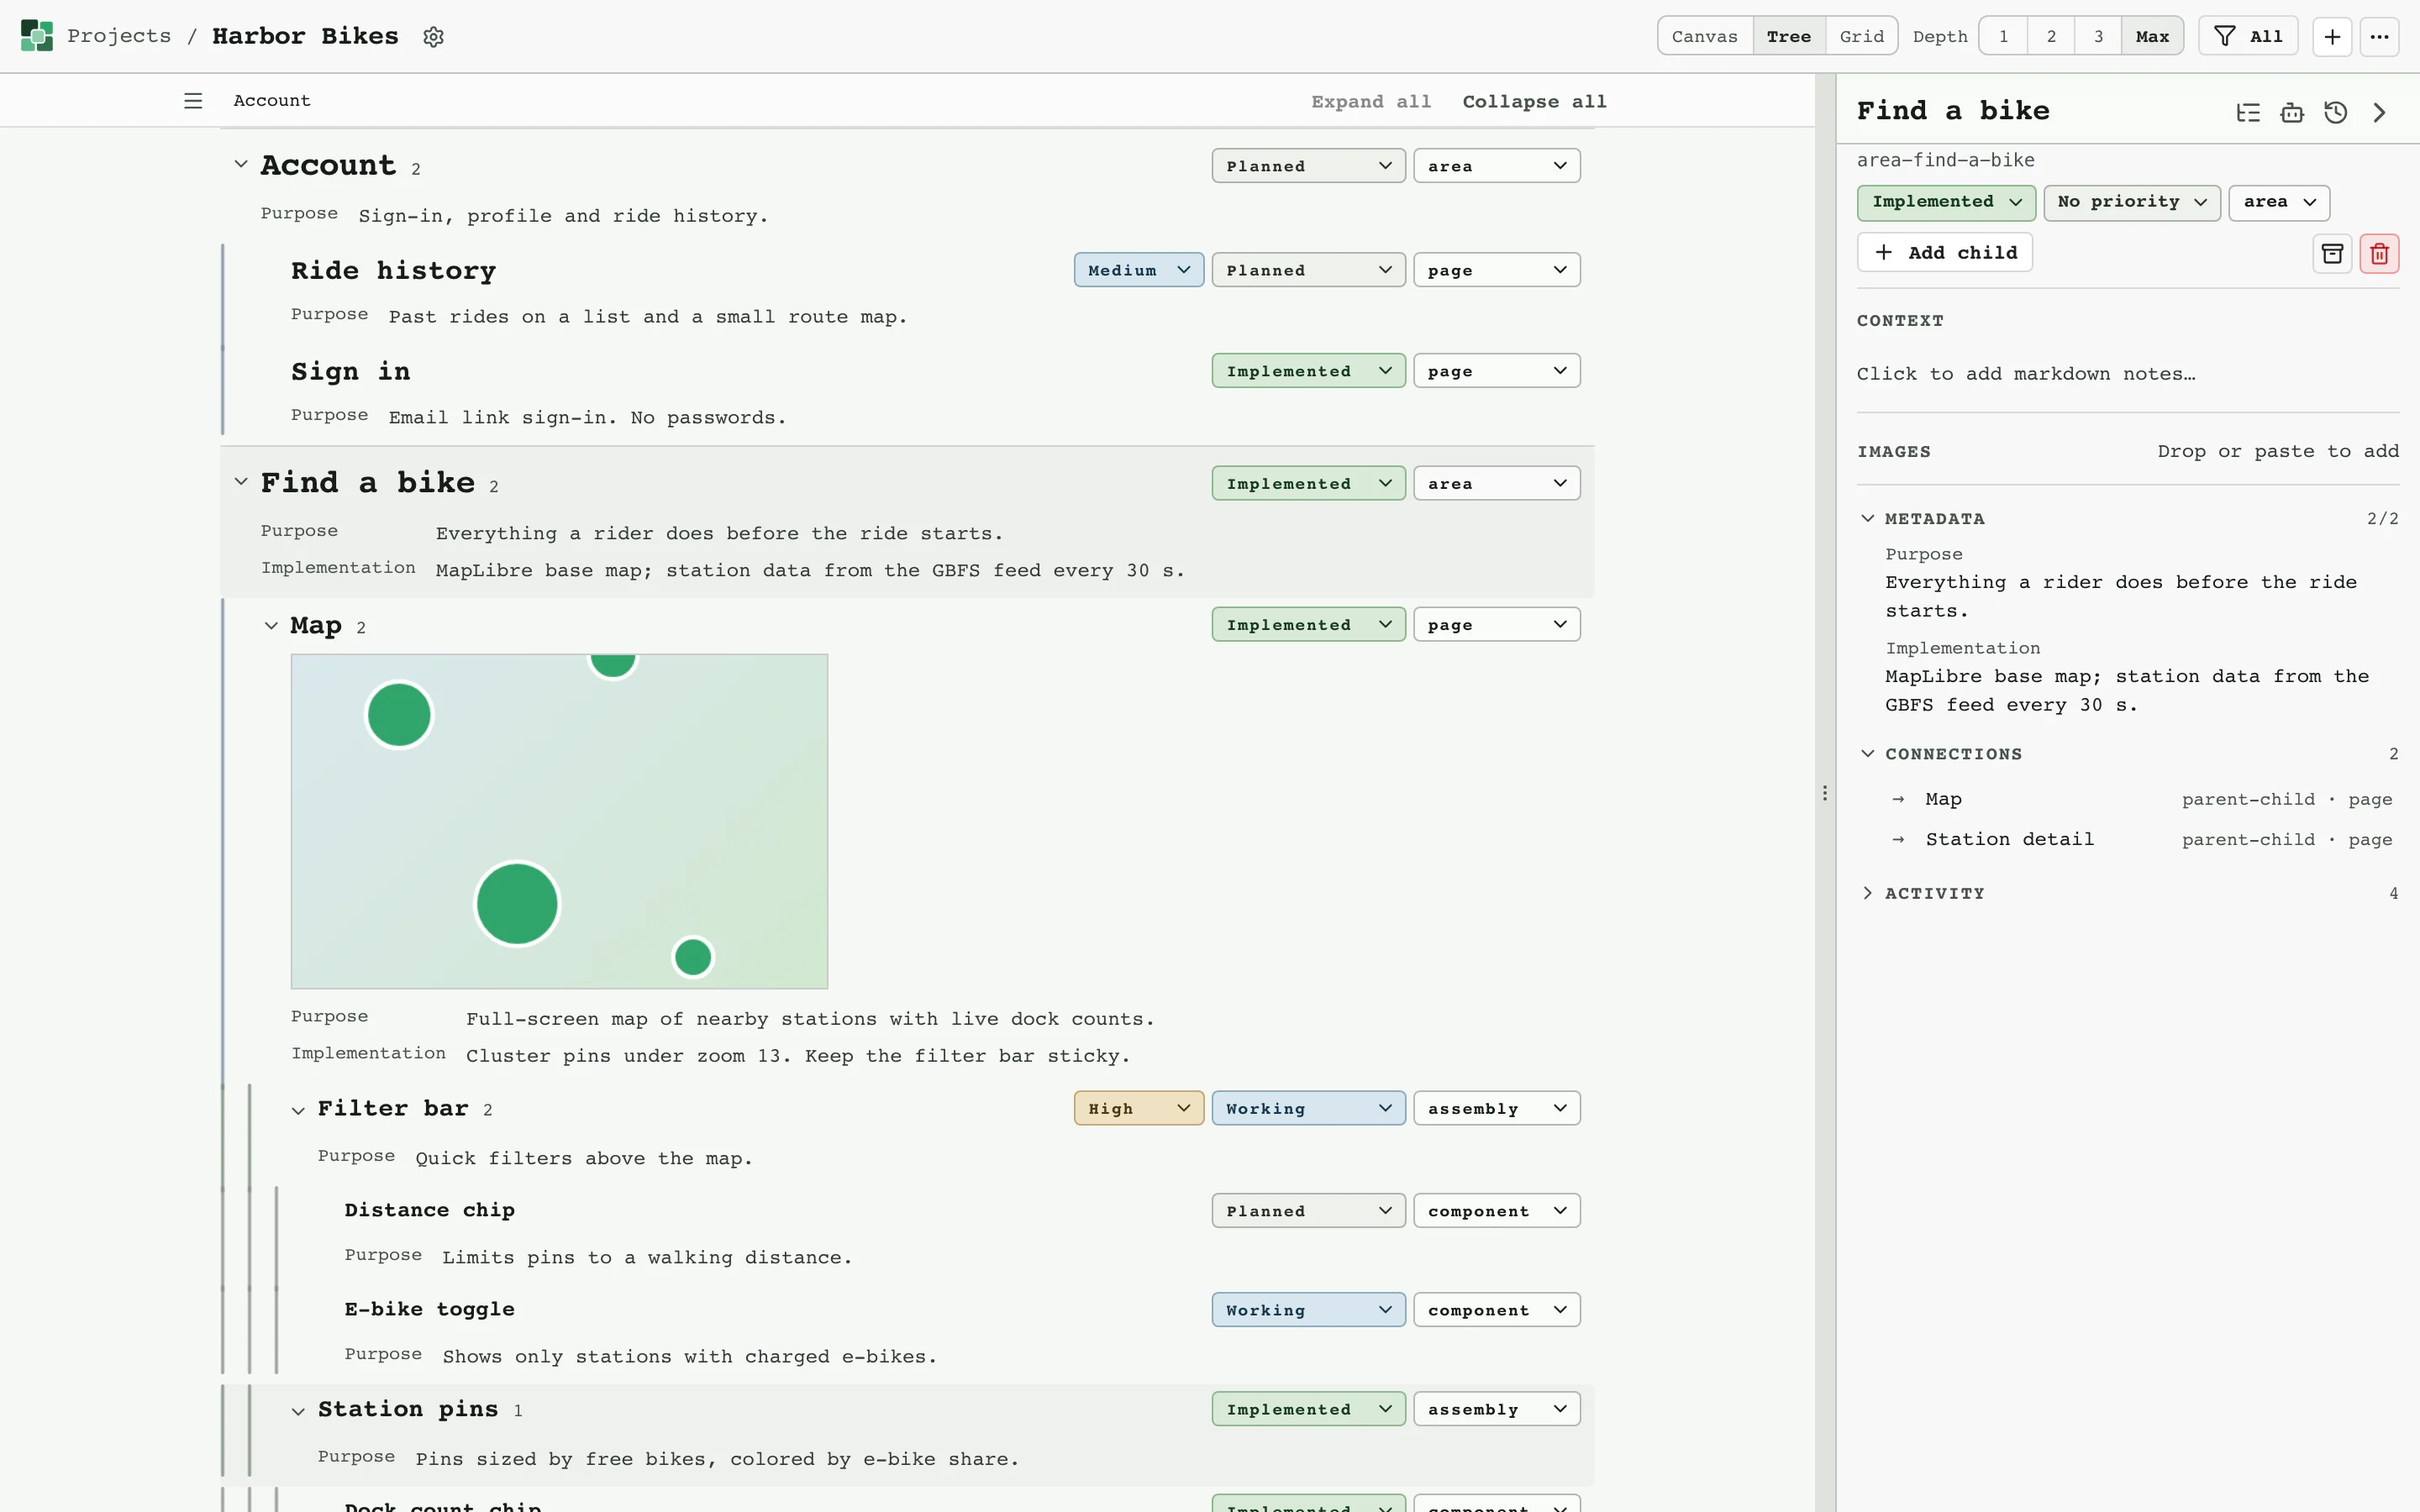 Projects / Harbor Bikes
Canvas Tree Grid Depth 1 2 3 Max All
Account
Expand all Collapse all
Account 2 Planned area
Purpose Sign-in, profile and ride history.
Ride history Medium Planned page
Purpose Past rides on a list and a small route map.
Sign in Implemented page
Purpose Email link sign-in. No passwords.
Find a bike 2 Implemented area
Purpose Everything a rider does before the ride starts.
Implementation MapLibre base map; station data from the GBFS feed every 30 s.
Map 2 Implemented page
Purpose Full-screen map of nearby stations with live dock counts.
Implementation Cluster pins under zoom 13. Keep the filter bar sticky.
Filter bar 2 High Working assembly
Purpose Quick filters above the map.
Distance chip Planned component
Purpose Limits pins to a walking distance.
E-bike toggle Working component
Purpose Shows only stations with charged e-bikes.
Station pins 1 Implemented assembly
Purpose Pins sized by free bikes, colored by e-bike share.
Dock count chip Implemented component
Find a bike
area-find-a-bike
Implemented No priority area
Add child
CONTEXT
Click to add markdown notes…
IMAGES Drop or paste to add
METADATA 2/2
Purpose
Everything a rider does before the ride
starts.
Implementation
MapLibre base map; station data from the
GBFS feed every 30 s.
CONNECTIONS 2
→ Map parent-child · page
→ Station detail parent-child · page
ACTIVITY 4